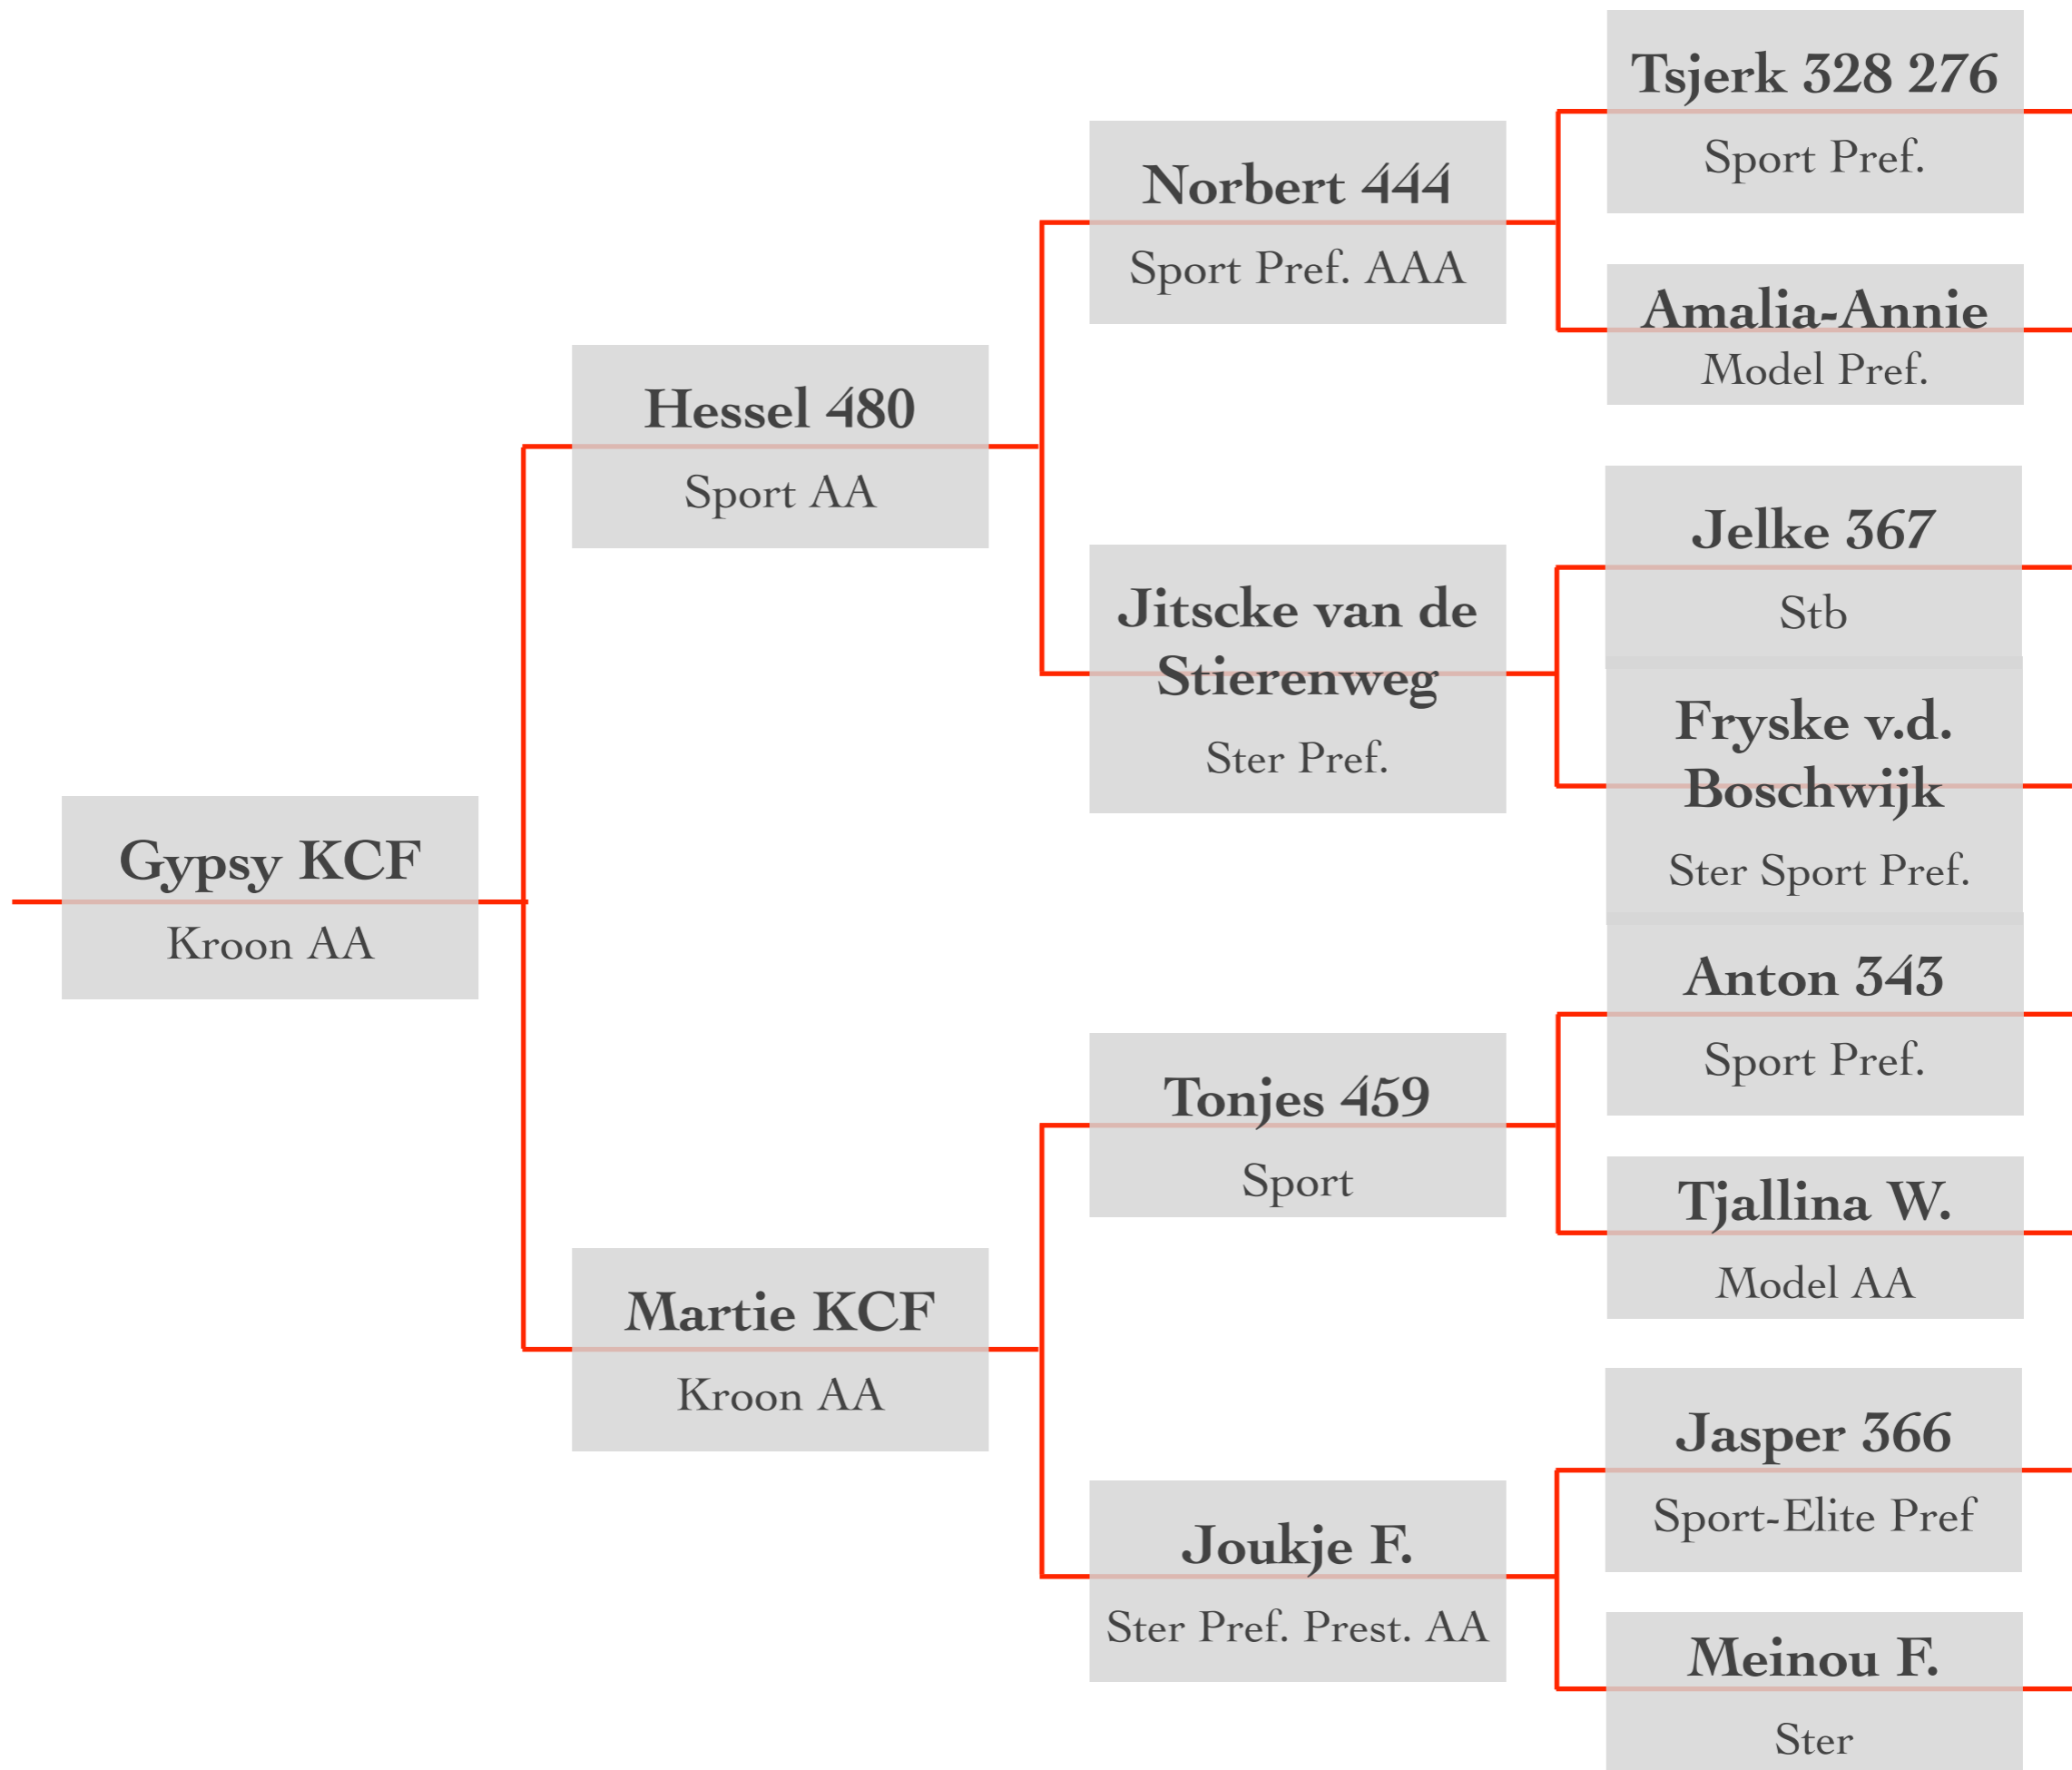 Gypsy KCF
Kroon AA
Hessel 480
Sport AA
Martie KCF
Kroon AA
Norbert 444
Sport Pref. AAA
Jitscke van de
Stierenweg
Ster Pref.
Tonjes 459
Sport
Joukje F.
Ster Pref. Prest. AA
Tsjerk 328 276
Sport Pref.
Amalia-Annie
Model Pref.
Jelke 367
Stb
Fryske v.d.
Boschwijk
Ster Sport Pref.
Anton 343
Sport Pref.
Tjallina W.
Model AA
Jasper 366
Sport-Elite Pref
Meinou F.
Ster